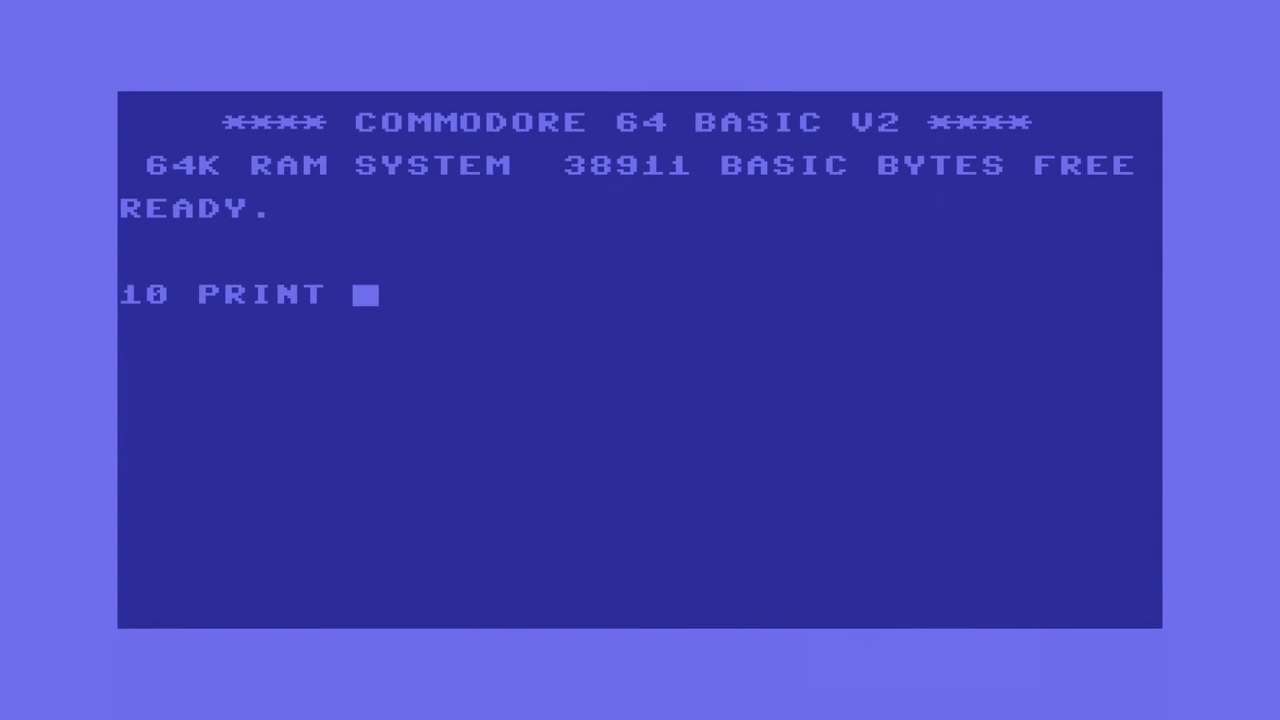 **** COMMODORE 64 BASIC V2 ****
64K RAM SYSTEM  38911 BASIC BYTES FREE
READY.
10 PRINT